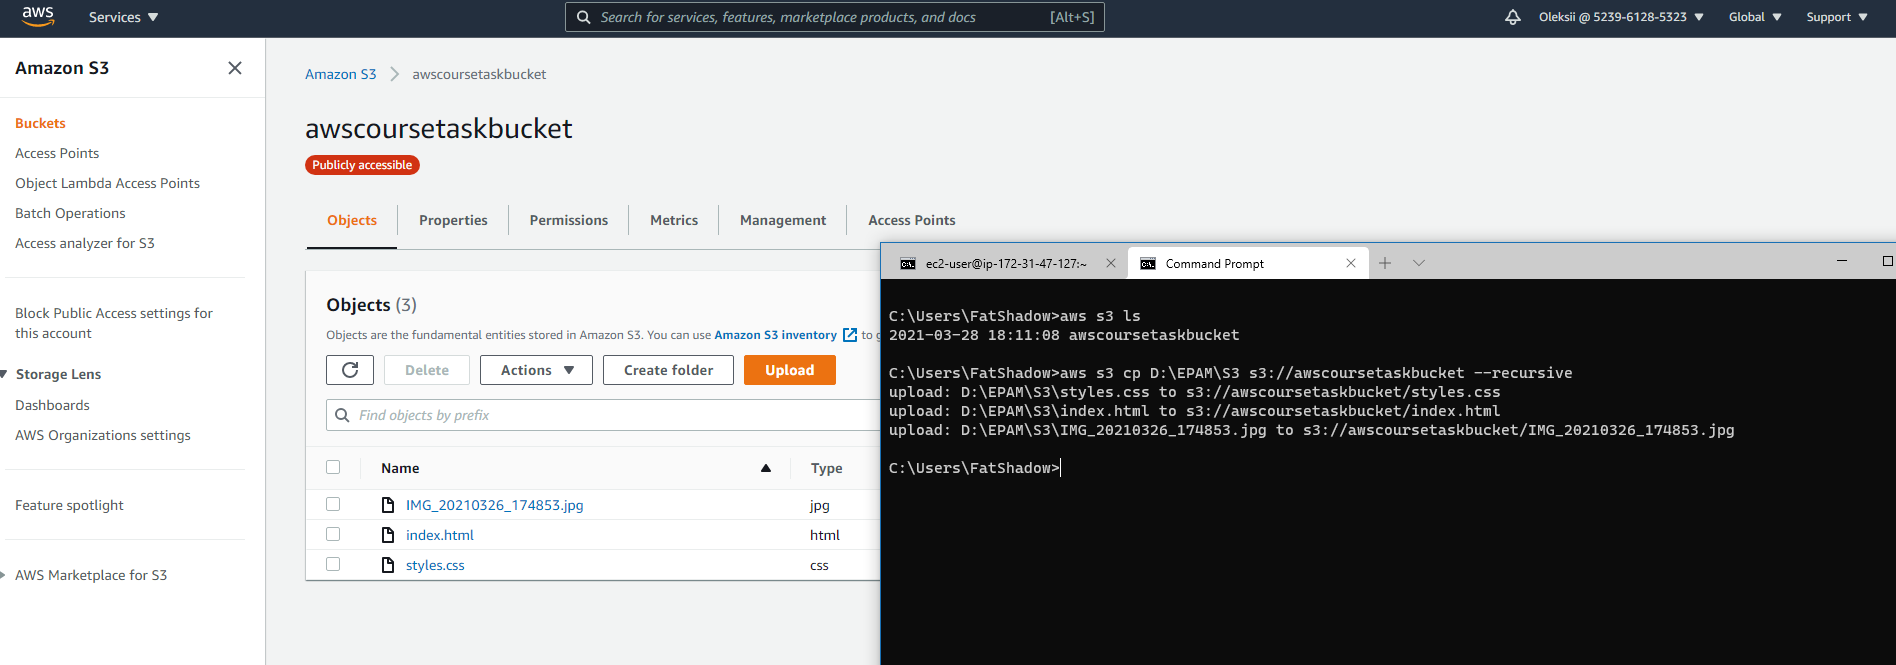 aws
Services
Search for services, features, marketplace products, and docs [Alt+S]
Oleksii @ 5239-6128-5323
Global
Support
Amazon S3
Buckets
Access Points
Object Lambda Access Points
Batch Operations
Access analyzer for S3
Block Public Access settings for
this account
Storage Lens
Dashboards
AWS Organizations settings
Feature spotlight
AWS Marketplace for S3
Amazon S3 > awscoursetaskbucket
awscoursetaskbucket
Publicly accessible
Objects
Properties
Permissions
Metrics
Management
Access Points
Objects (3)
Objects are the fundamental entities stored in Amazon S3. You can use Amazon S3 inventory to
Delete
Actions
Create folder
Upload
Find objects by prefix
Name Type
IMG_20210326_174853.jpg jpg
index.html html
styles.css css
ec2-user@ip-172-31-47-127:~
Command Prompt
C:\Users\FatShadow>aws s3 ls
2021-03-28 18:11:08 awscoursetaskbucket
C:\Users\FatShadow>aws s3 cp D:\EPAM\S3 s3://awscoursetaskbucket --recursive
upload: D:\EPAM\S3\styles.css to s3://awscoursetaskbucket/styles.css
upload: D:\EPAM\S3\index.html to s3://awscoursetaskbucket/index.html
upload: D:\EPAM\S3\IMG_20210326_174853.jpg to s3://awscoursetaskbucket/IMG_20210326_174853.jpg
C:\Users\FatShadow>